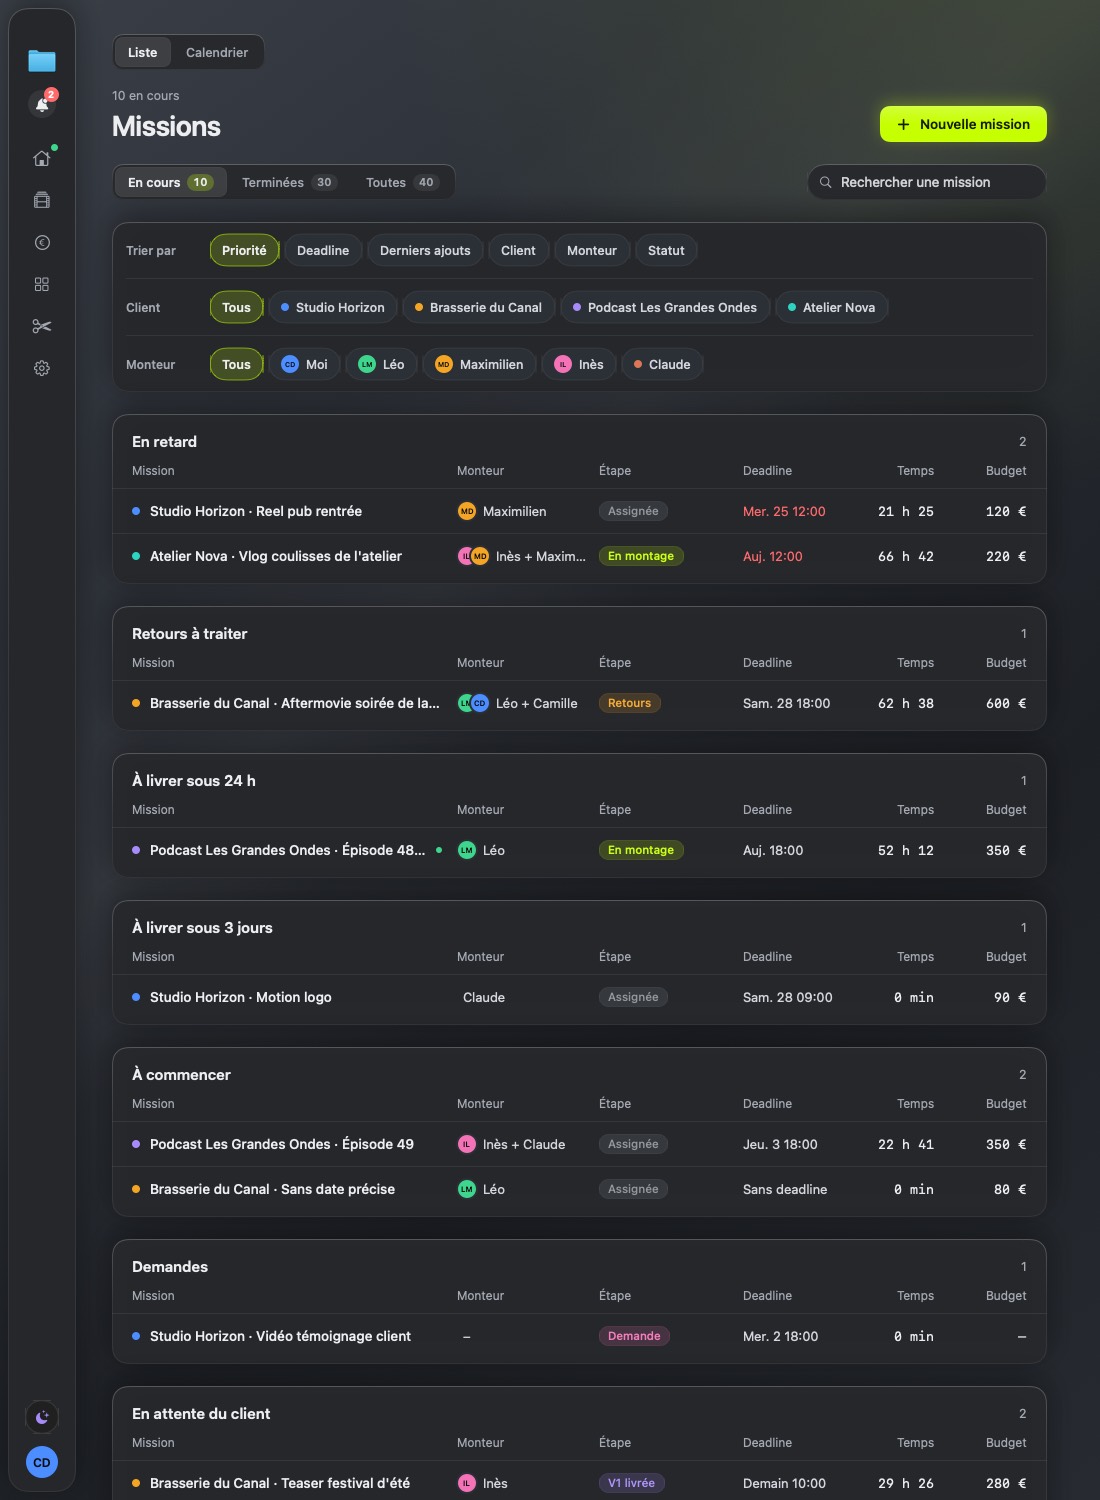 Liste Calendrier
2
10 en cours
Missions
+ Nouvelle mission
En cours 10 Terminées 30 Toutes 40
Rechercher une mission
Trier par Priorité Deadline Derniers ajouts Client Monteur Statut
Client Tous Studio Horizon Brasserie du Canal Podcast Les Grandes Ondes Atelier Nova
Monteur Tous CD Moi LM Léo MD Maximilien IL Inès Claude
En retard 2
Mission Monteur Étape Deadline Temps Budget
Studio Horizon · Reel pub rentrée MD Maximilien Assignée Mer. 25 12:00 21 h 25 120 €
Atelier Nova · Vlog coulisses de l'atelier IL MD Inès + Maxim... En montage Auj. 12:00 66 h 42 220 €
Retours à traiter 1
Mission Monteur Étape Deadline Temps Budget
Brasserie du Canal · Aftermovie soirée de la... LM CD Léo + Camille Retours Sam. 28 18:00 62 h 38 600 €
À livrer sous 24 h 1
Mission Monteur Étape Deadline Temps Budget
Podcast Les Grandes Ondes · Épisode 48... LM Léo En montage Auj. 18:00 52 h 12 350 €
À livrer sous 3 jours 1
Mission Monteur Étape Deadline Temps Budget
Studio Horizon · Motion logo Claude Assignée Sam. 28 09:00 0 min 90 €
À commencer 2
Mission Monteur Étape Deadline Temps Budget
Podcast Les Grandes Ondes · Épisode 49 IL Inès + Claude Assignée Jeu. 3 18:00 22 h 41 350 €
Brasserie du Canal · Sans date précise LM Léo Assignée Sans deadline 0 min 80 €
Demandes 1
Mission Monteur Étape Deadline Temps Budget
Studio Horizon · Vidéo témoignage client – Demande Mer. 2 18:00 0 min –
En attente du client 2
Mission Monteur Étape Deadline Temps Budget
Brasserie du Canal · Teaser festival d'été IL Inès V1 livrée Demain 10:00 29 h 26 280 €
CD